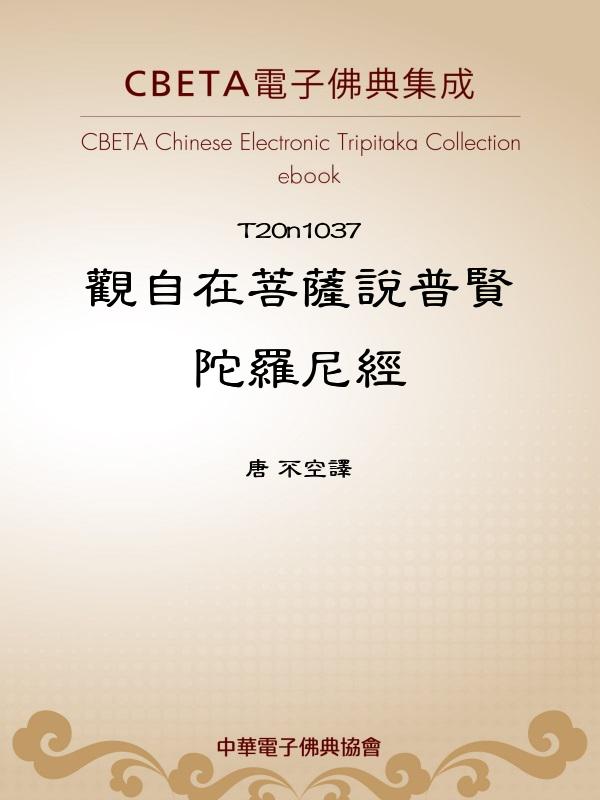 CBETA電子佛典集成
CBETA Chinese Electronic Tripitaka Collection
ebook
T20n1037
觀自在菩薩說普賢
陀羅尼經
唐 不空譯
中華電子佛典協會